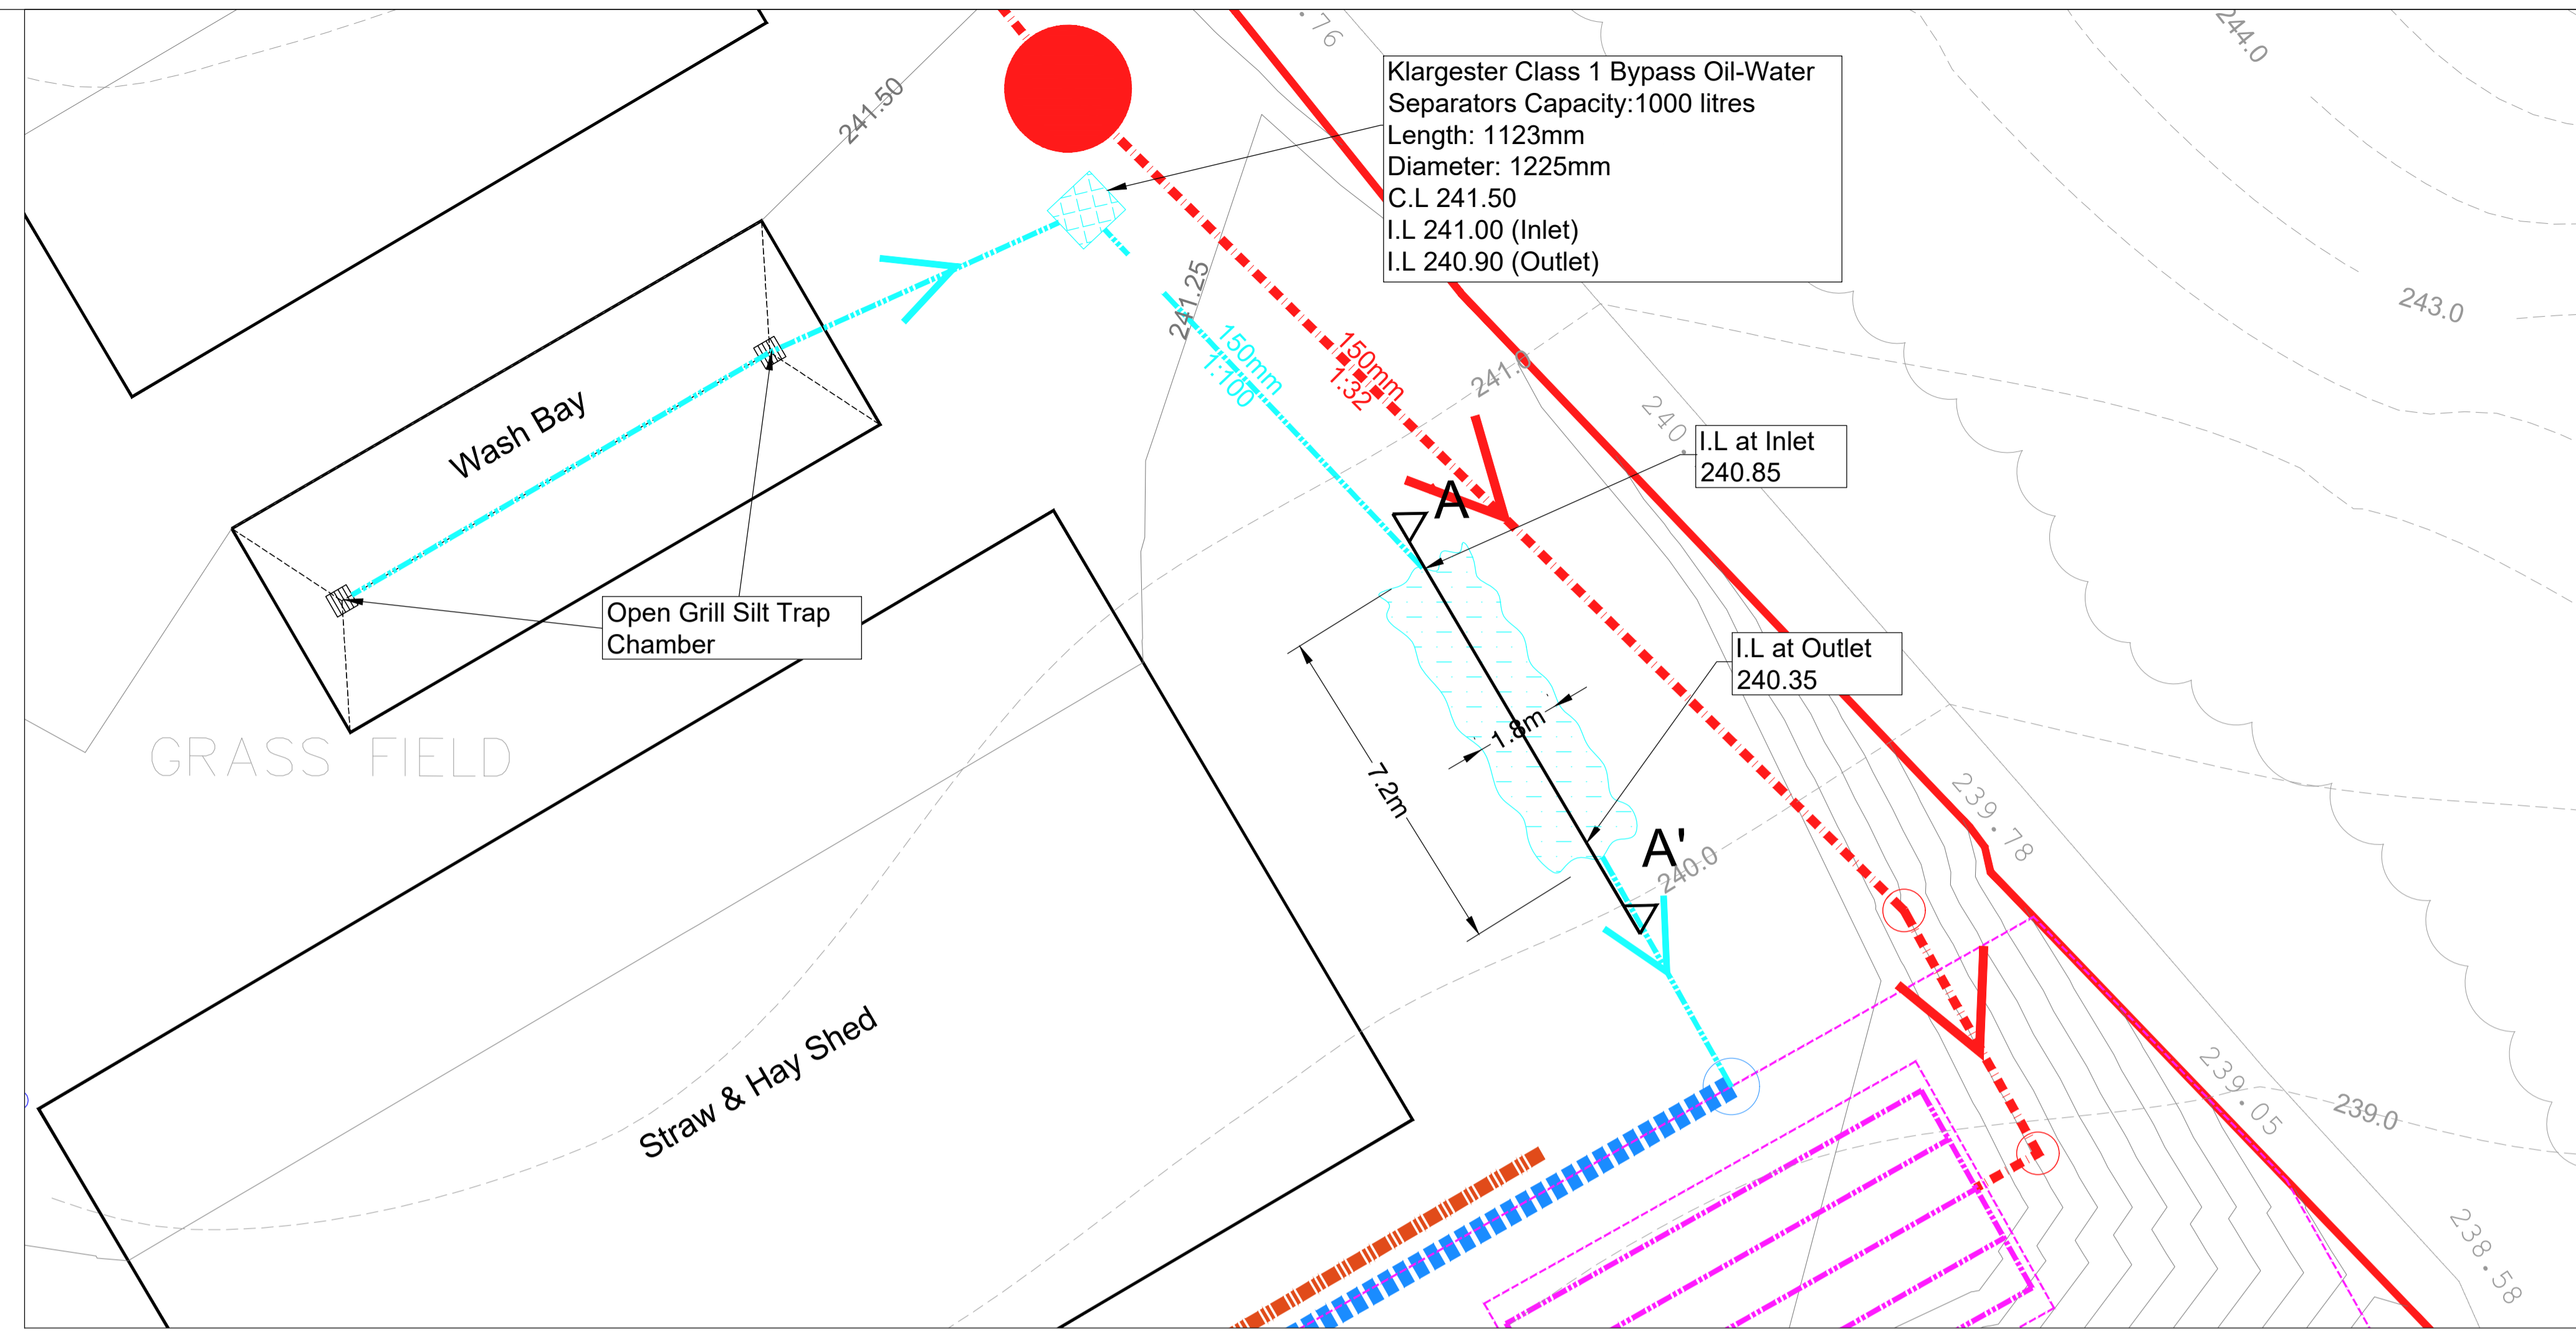 .76
244.0
241.50
Klargester Class 1 Bypass Oil-Water
Separators Capacity:1000 litres
Length: 1123mm
Diameter: 1225mm
C.L 241.50
I.L 241.00 (Inlet)
I.L 240.90 (Outlet)
241.25
243.0
150mm
1:100
150mm
1:32
241.0
240.
Wash Bay
I.L at Inlet
240.85
A
Open Grill Silt Trap
Chamber
I.L at Outlet
240.35
GRASS FIELD
1.8m
7.2m
A'
240.0
239.78
Straw & Hay Shed
239.05
239.0
238.58